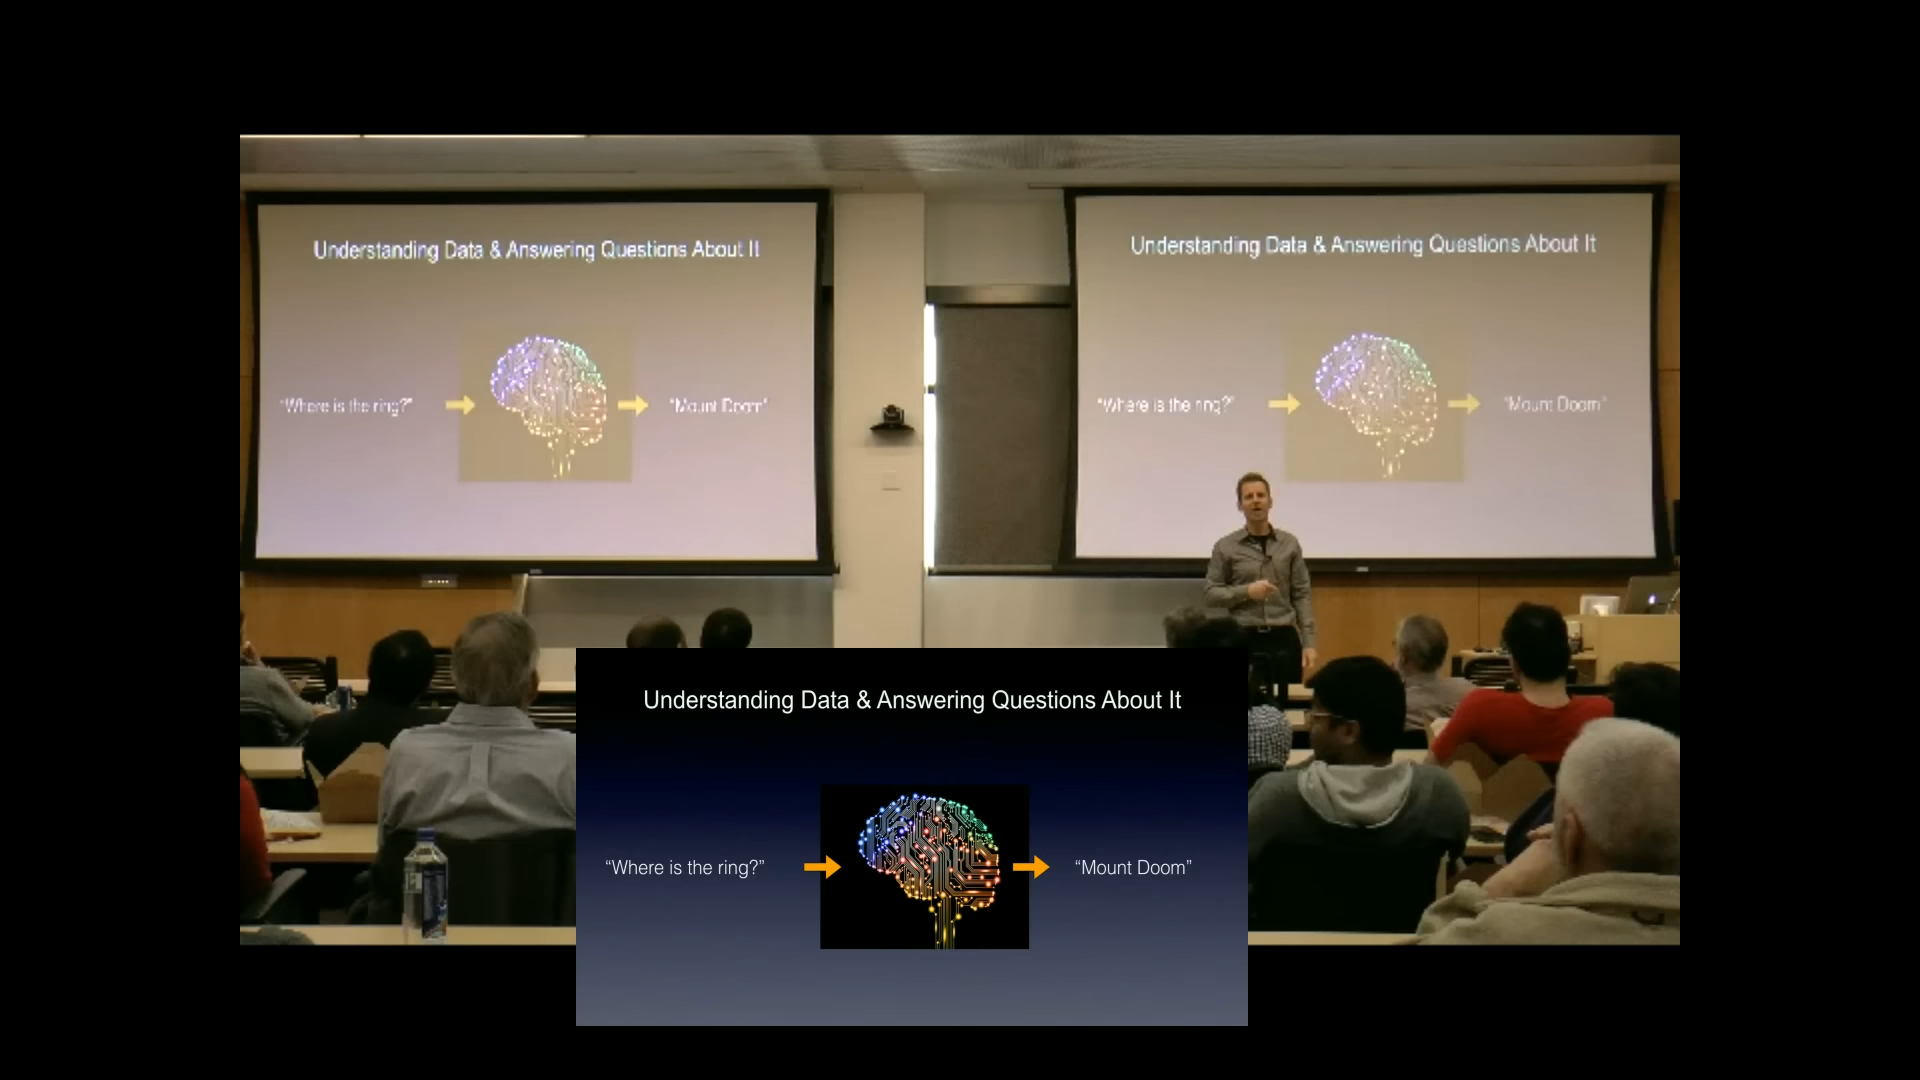 Understanding Data & Answering Questions About It
"Where is the ring?"
"Mount Doom"
Understanding Data & Answering Questions About It
"Where is the ring?"
"Mount Doom"
Understanding Data & Answering Questions About It
“Where is the ring?”
“Mount Doom”